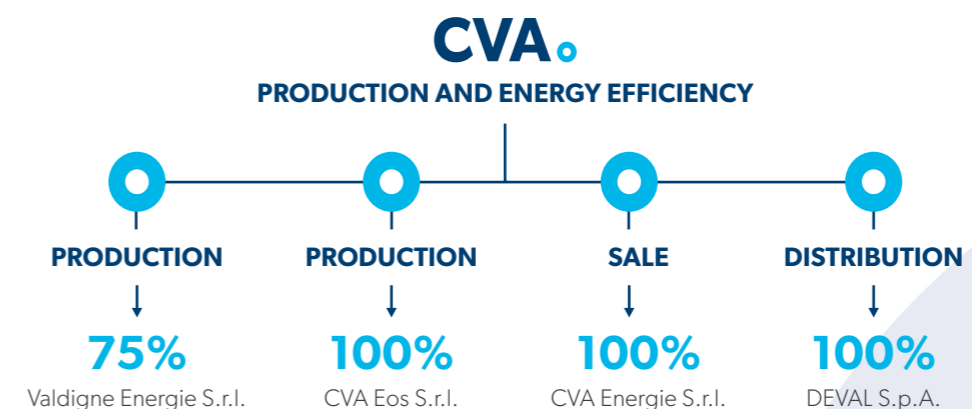 CVA
PRODUCTION AND ENERGY EFFICIENCY
PRODUCTION PRODUCTION SALE DISTRIBUTION
75% 100% 100% 100%
Valdigne Energie S.r.l. CVA Eos S.r.l. CVA Energie S.r.l. DEVAL S.p.A.